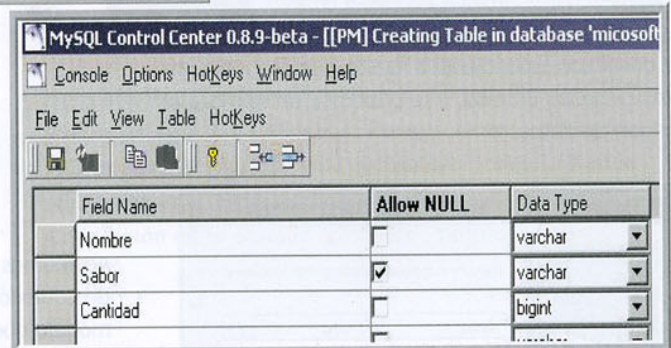 MySQL Control Center 0.8.9-beta - [[PM] Creating Table in database 'micosoft
Console Options HotKeys Window Help
File Edit View Table HotKeys
Field Name Allow NULL Data Type
Nombre varchar
Sabor varchar
Cantidad bigint